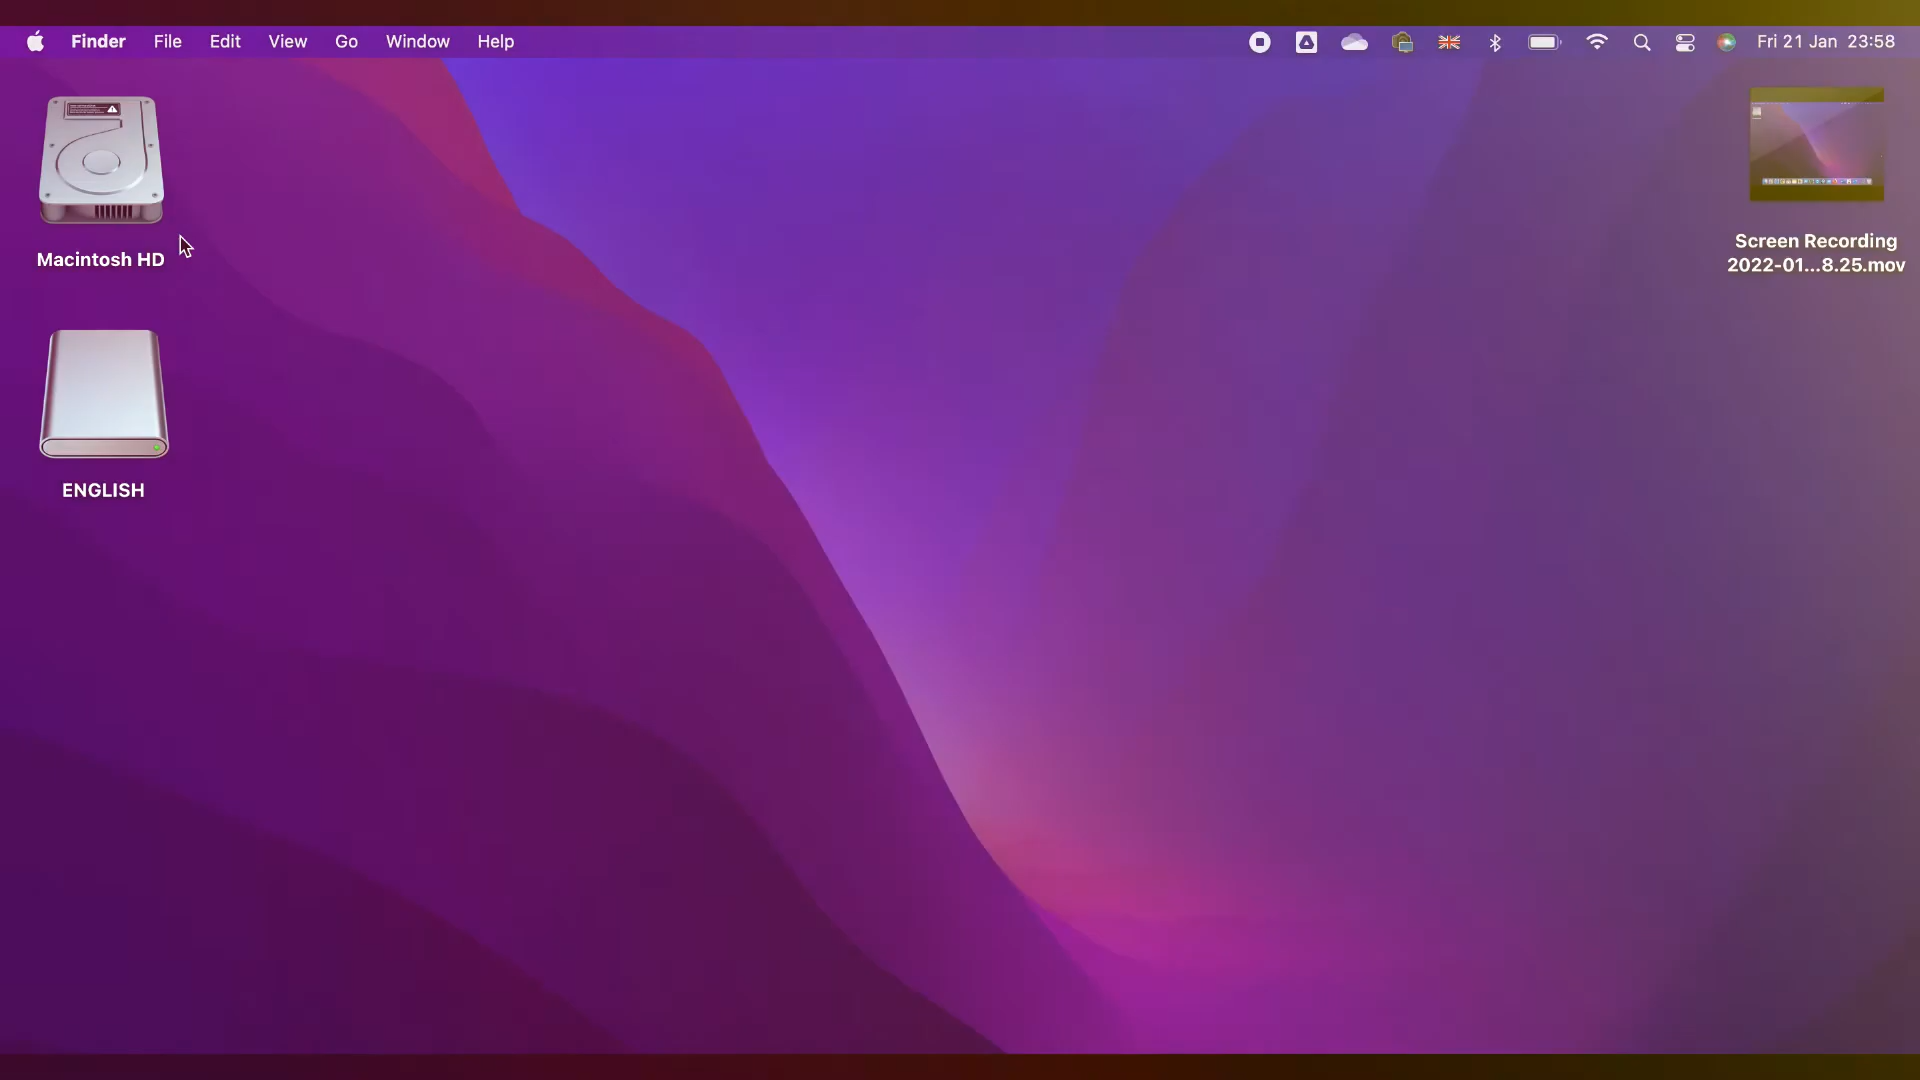 Finder File Edit View Go Window Help Fri 21 Jan 23:58
Macintosh HD
Screen Recording
2022-01...8.25.mov
ENGLISH